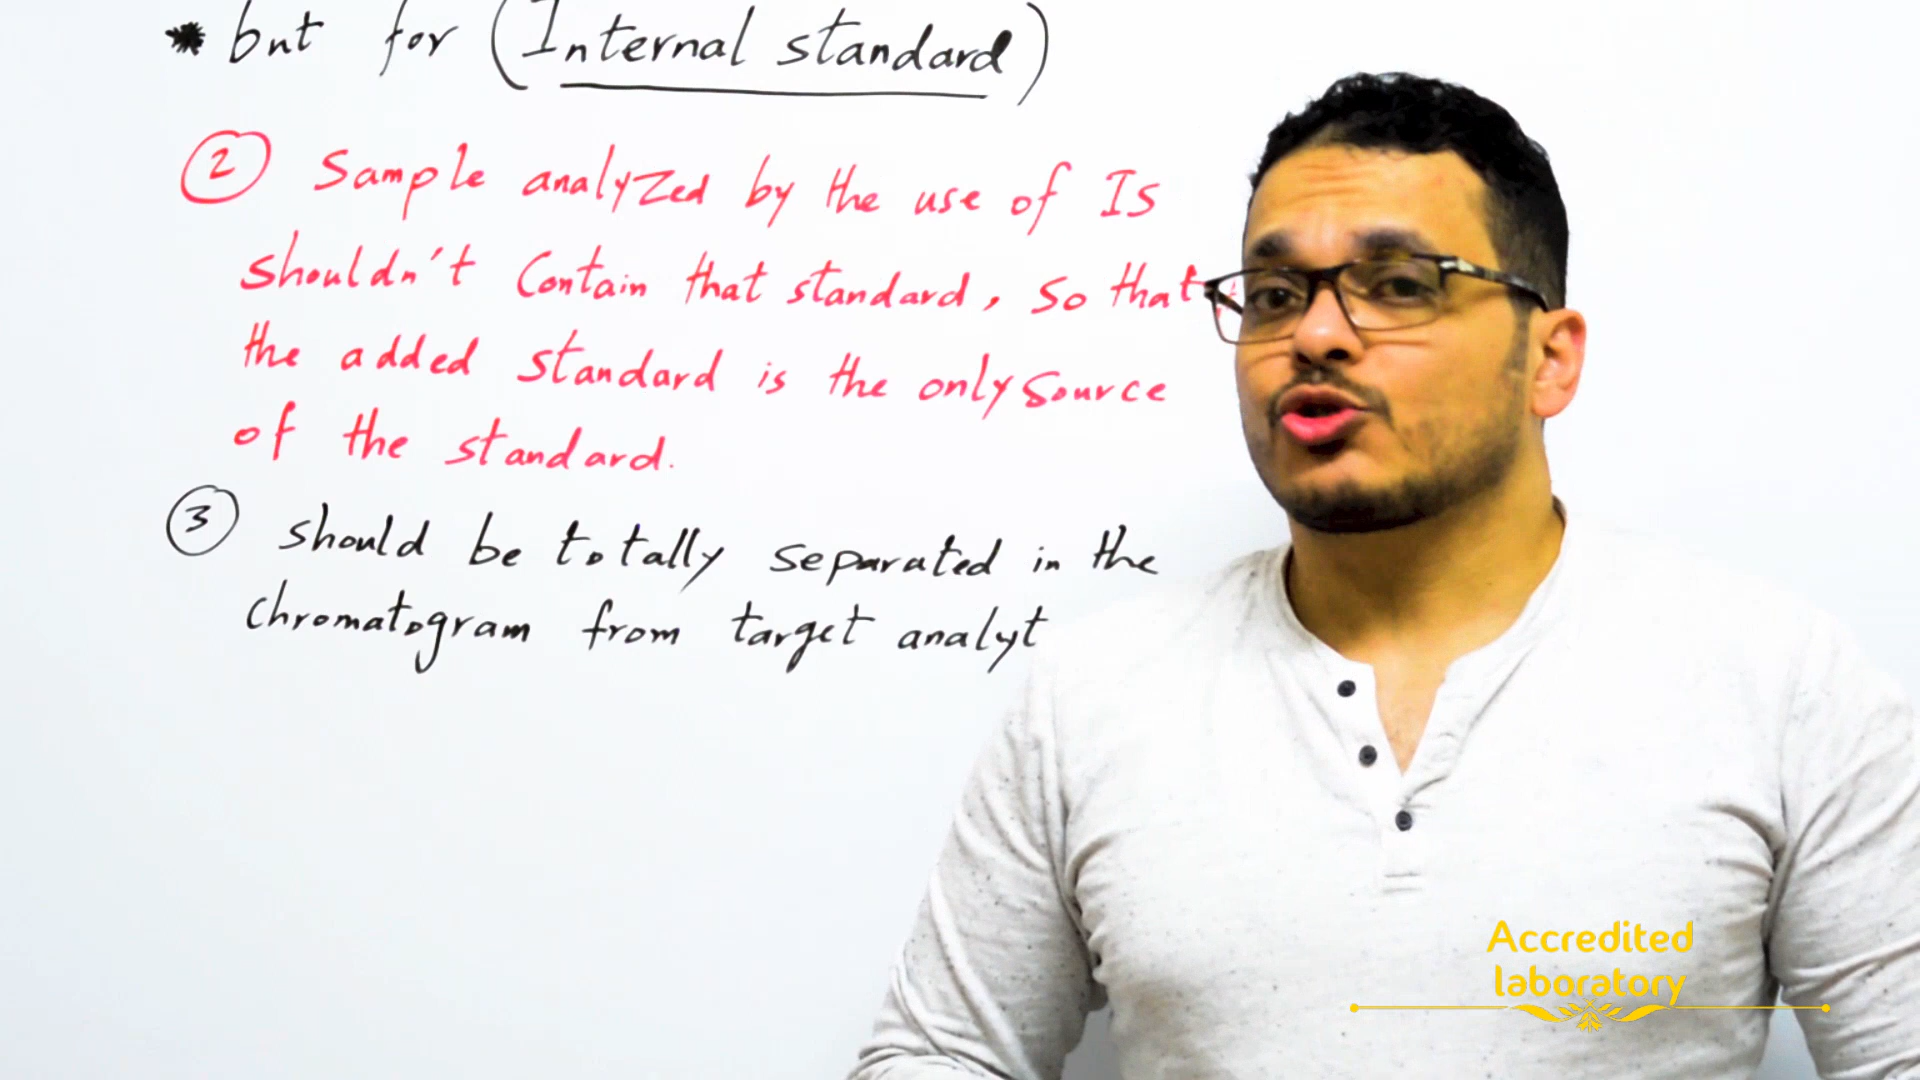 * but for (Internal standard)
2 Sample analyzed by the use of IS
shouldn't Contain that standard, so that
the added standard is the only source
of the standard.
3 should be totally separated in the
chromatogram from target analyt
Accredited
laboratory